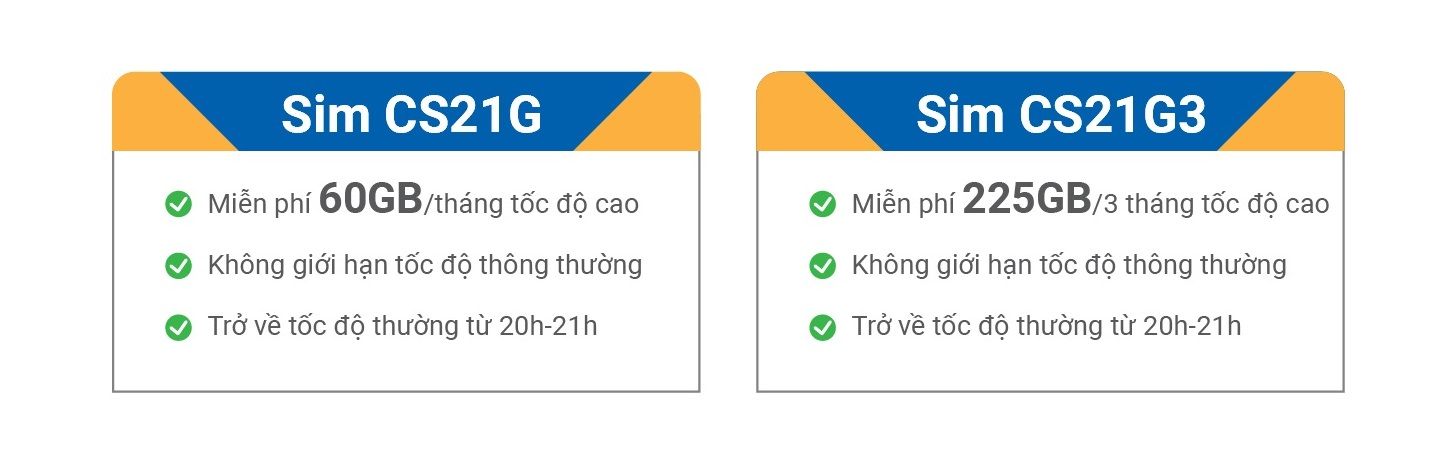 Sim CS21G
Miễn phí 60GB/tháng tốc độ cao
Không giới hạn tốc độ thông thường
Trở về tốc độ thường từ 20h-21h
Sim CS21G3
Miễn phí 225GB/3 tháng tốc độ cao
Không giới hạn tốc độ thông thường
Trở về tốc độ thường từ 20h-21h